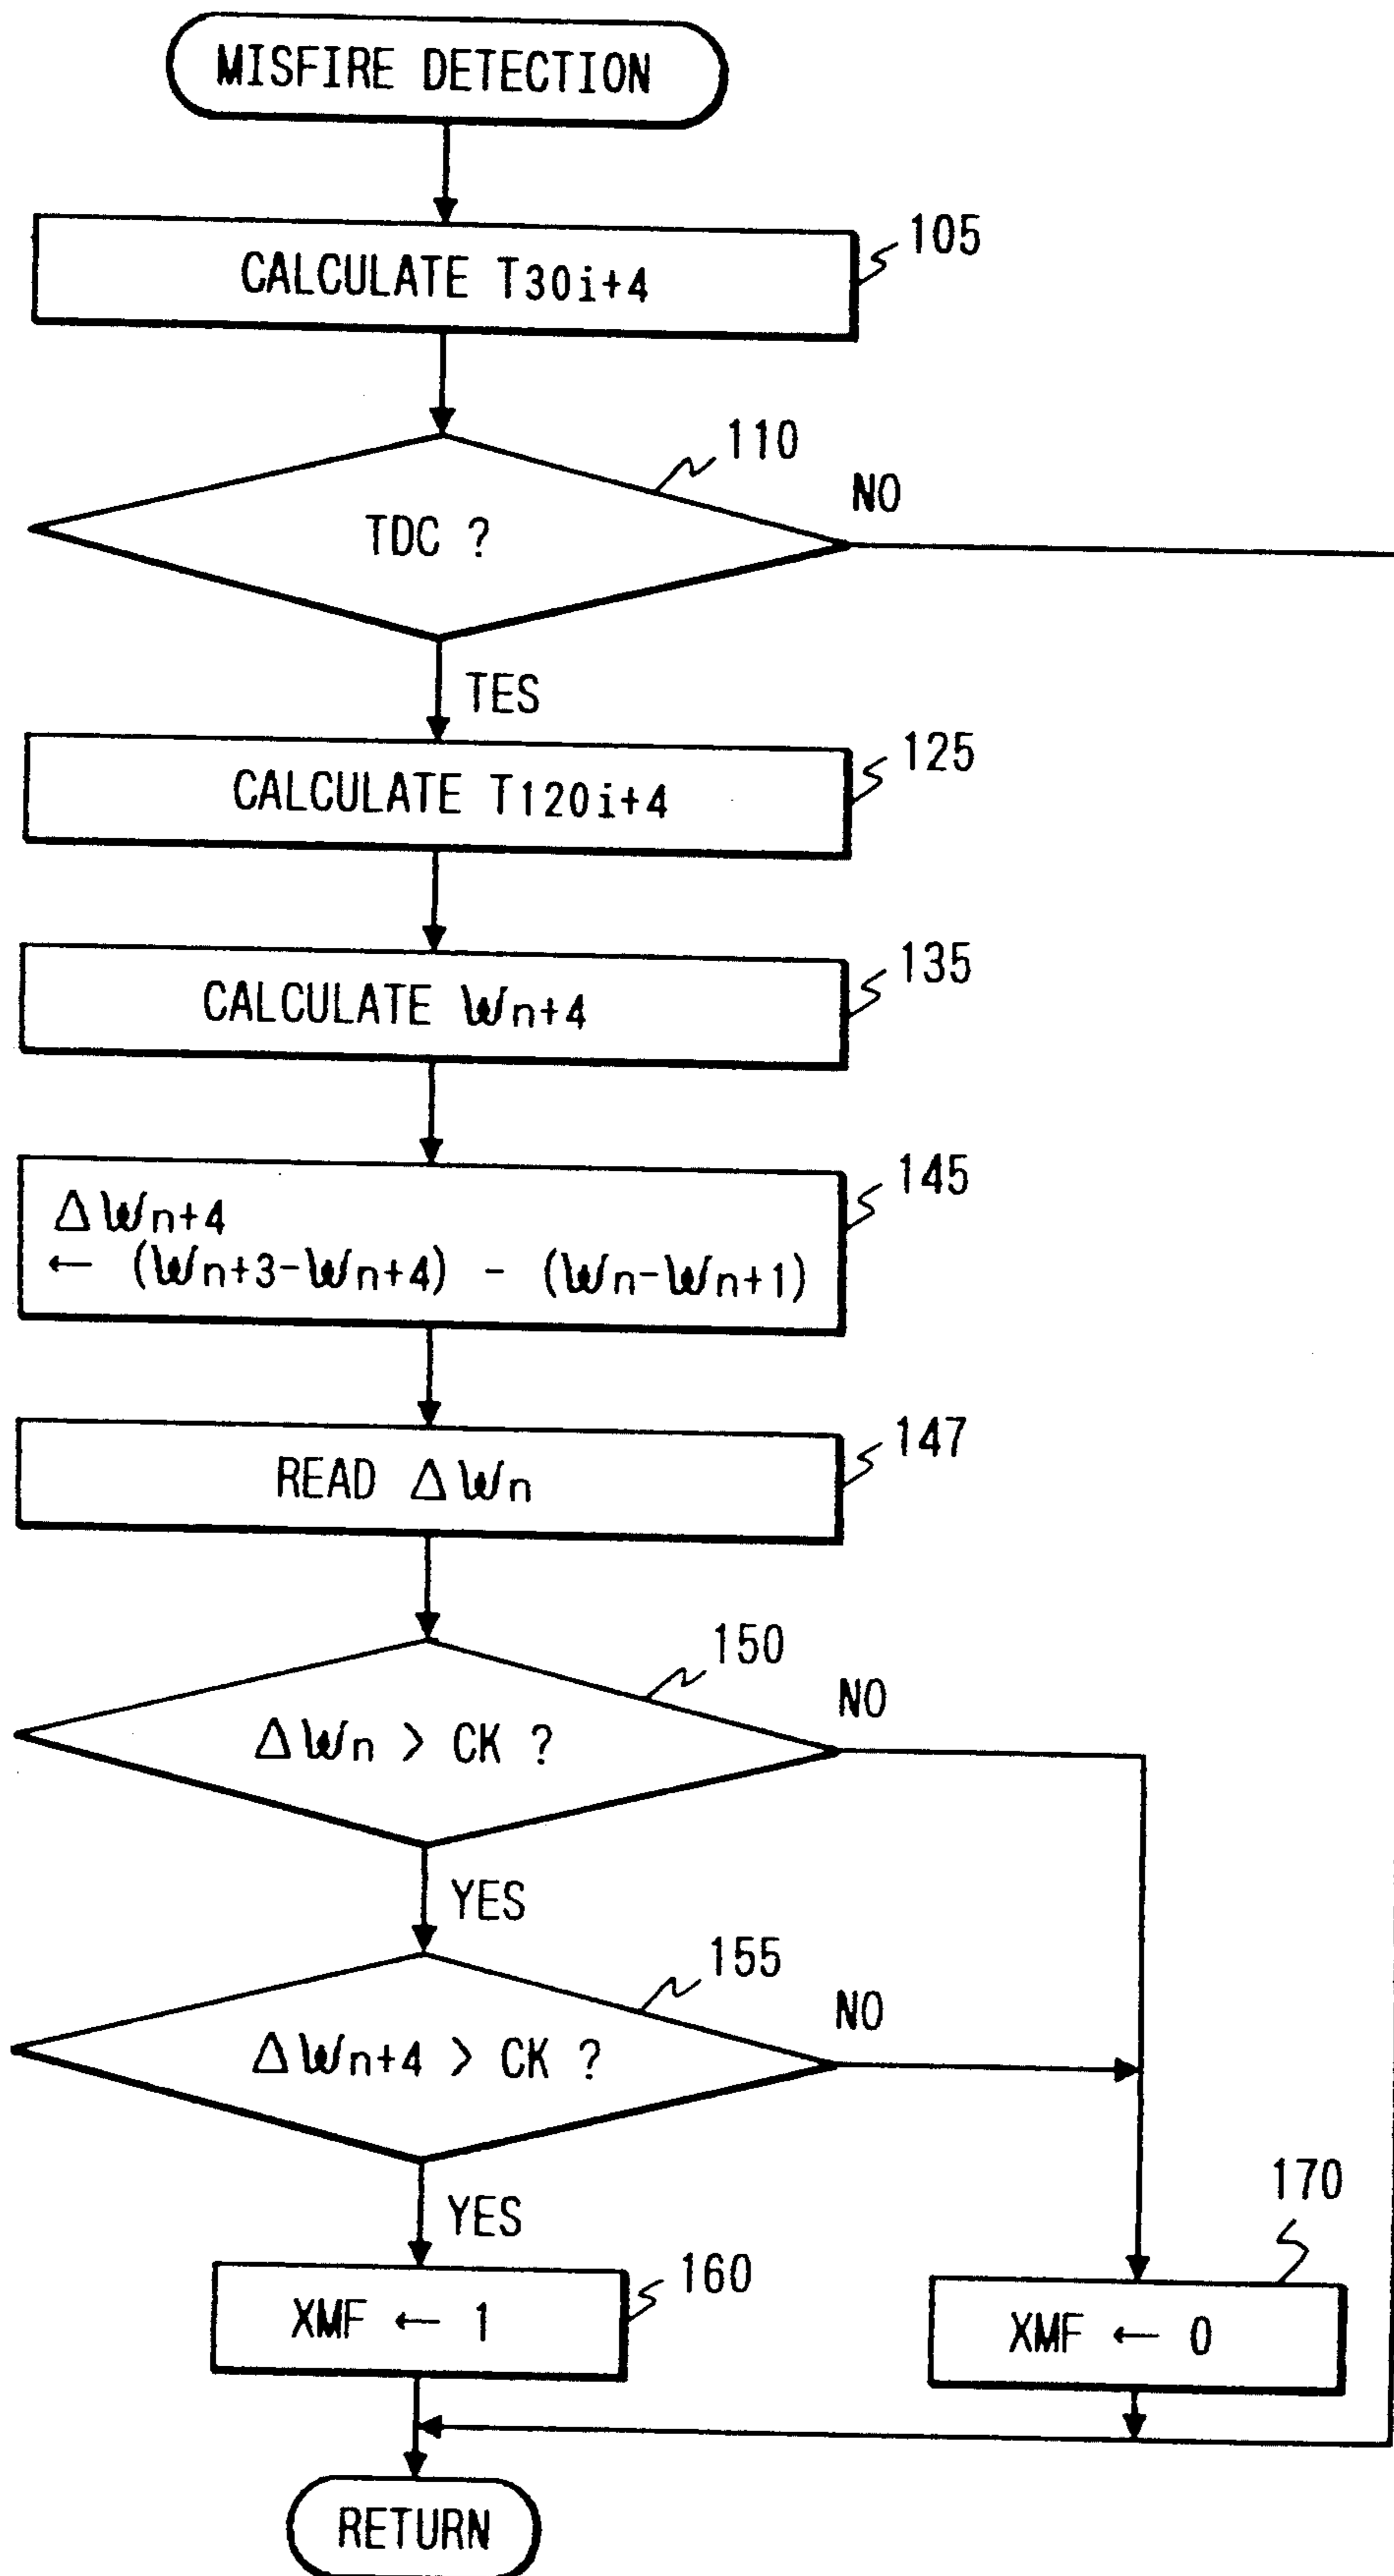 MISFIRE DETECTION
CALCULATE T30i+4
105
TDC ?
110
NO
TES
CALCULATE T120i+4
125
CALCULATE Wn+4
135
ΔWn+4
← (Wn+3-Wn+4) - (Wn-Wn+1)
145
READ ΔWn
147
ΔWn > CK ?
150
NO
YES
ΔWn+4 > CK ?
155
NO
YES
XMF ← 1
160
XMF ← 0
170
RETURN